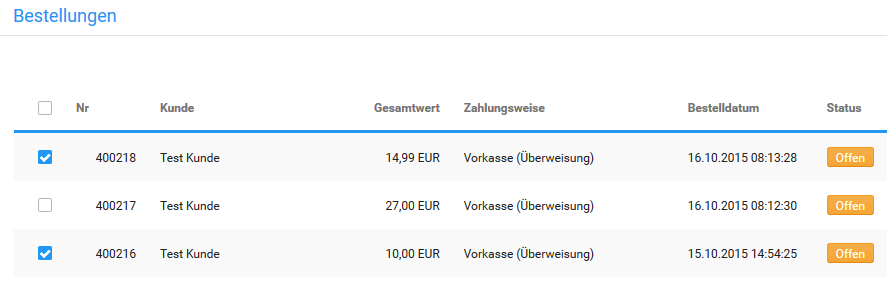 Bestellungen
Nr Kunde Gesamtwert Zahlungsweise Bestelldatum Status
400218 Test Kunde 14,99 EUR Vorkasse (Überweisung) 16.10.2015 08:13:28 Offen
400217 Test Kunde 27,00 EUR Vorkasse (Überweisung) 16.10.2015 08:12:30 Offen
400216 Test Kunde 10,00 EUR Vorkasse (Überweisung) 15.10.2015 14:54:25 Offen